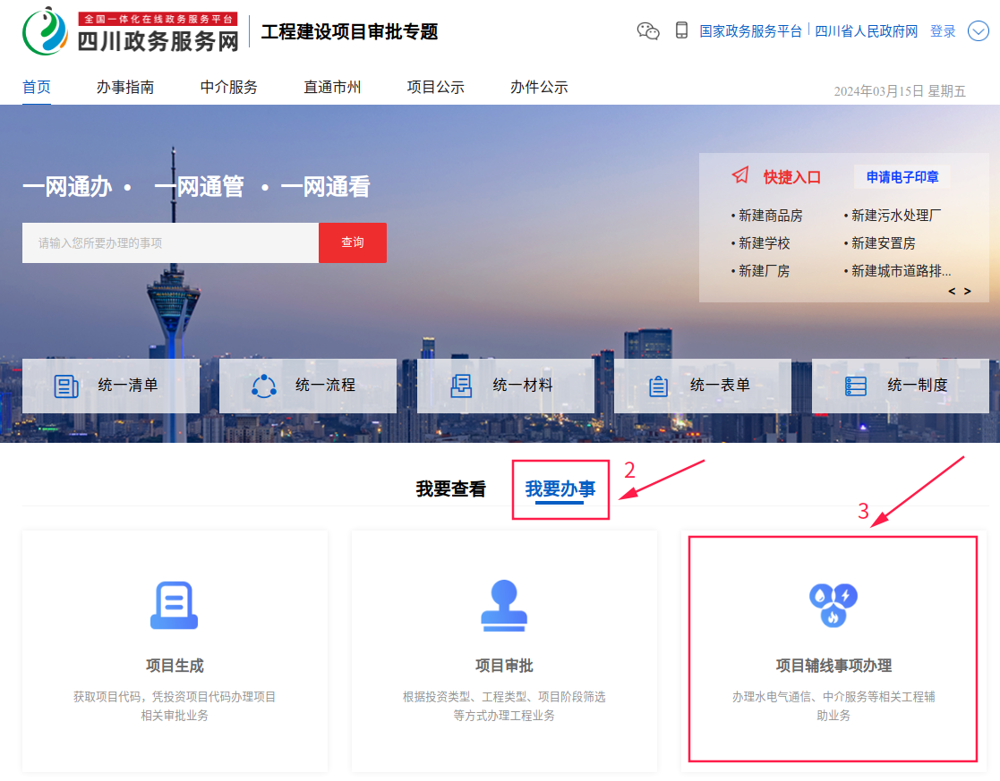 全国一体化在线政务服务平台
四川政务服务网
工程建设项目审批专题
国家政务服务平台
四川省人民政府网
登录
首页
办事指南
中介服务
直通市州
项目公示
办件公示
2024年03月15日 星期五
一网通办 • 一网通管 • 一网通看
请输入您所要办理的事项
查询
快捷入口
申请电子印章
• 新建商品房
• 新建污水处理厂
• 新建学校
• 新建安置房
• 新建厂房
• 新建城市道路排...
< >
统一清单
统一流程
统一材料
统一表单
统一制度
我要查看
我要办事
2
3
项目生成
获取项目代码，凭投资项目代码办理项目
相关审批业务
项目审批
根据投资类型、工程类型、项目阶段筛选
等方式办理工程业务
项目辅线事项办理
办理水电气通信、中介服务等相关工程辅
助业务